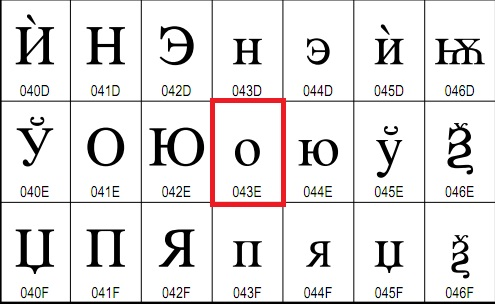 Ѝ Н Э н э ѝ ѭ
040D 041D 042D 043D 044D 045D 046D
Ў О Ю о ю ў Ѯ
040E 041E 042E 043E 044E 045E 046E
Џ П Я п я џ ѯ
040F 041F 042F 043F 044F 045F 046F